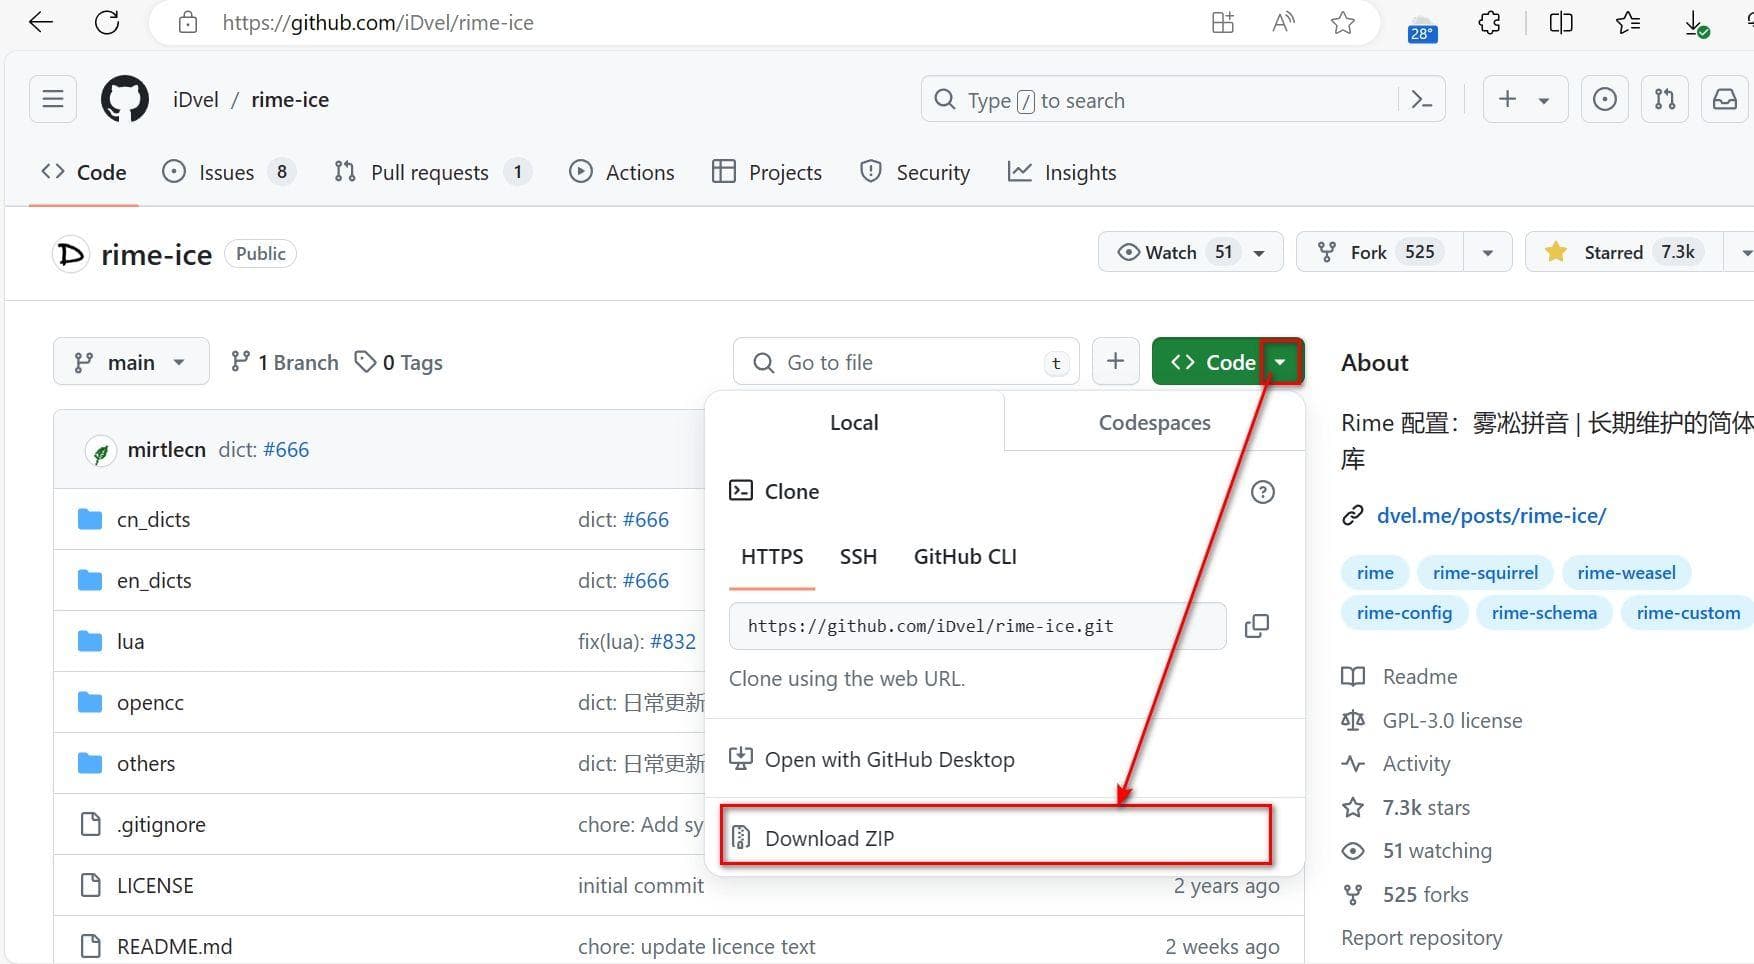 https://github.com/iDvel/rime-ice
28°
iDvel / rime-ice
Type / to search
Code
Issues 8
Pull requests 1
Actions
Projects
Security
Insights
rime-ice Public
Watch 51
Fork 525
Starred 7.3k
main
1 Branch
0 Tags
Go to file t
Code
About
Local
Codespaces
Rime 配置：雾凇拼音 | 长期维护的简体
库
mirtlecn dict: #666
Clone
dvel.me/posts/rime-ice/
cn_dicts dict: #666
HTTPS SSH GitHub CLI
rime rime-squirrel rime-weasel
en_dicts dict: #666
rime-config rime-schema rime-custom
https://github.com/iDvel/rime-ice.git
lua fix(lua): #832
Clone using the web URL.
Readme
opencc dict: 日常更新
GPL-3.0 license
Open with GitHub Desktop
others dict: 日常更新
Activity
7.3k stars
.gitignore chore: Add sy
Download ZIP
51 watching
LICENSE initial commit 2 years ago
525 forks
README.md chore: update licence text 2 weeks ago
Report repository